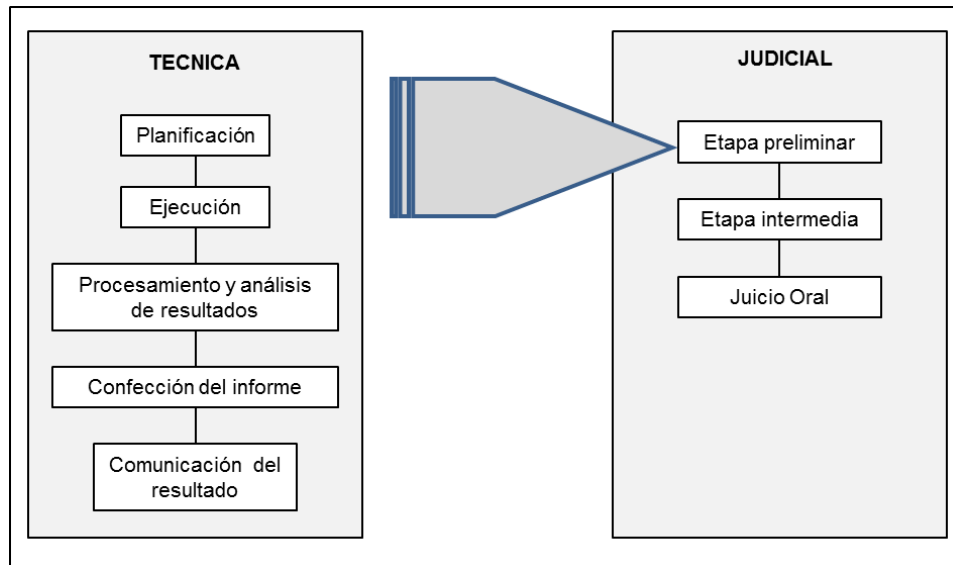 TECNICA
Planificación
Ejecución
Procesamiento y análisis
de resultados
Confección del informe
Comunicación del
resultado
JUDICIAL
Etapa preliminar
Etapa intermedia
Juicio Oral